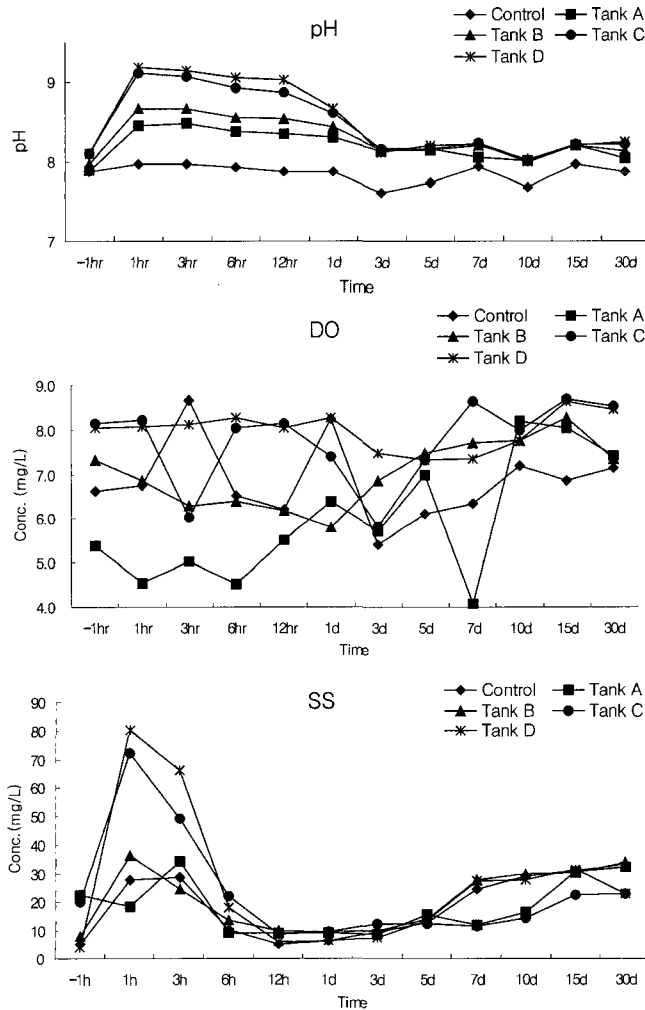 pH
Control
Tank A
Tank B
Tank C
Tank D
pH
9
8
7
−1hr 1hr 3hr 6hr 12hr 1d 3d 5d 7d 10d 15d 30d
Time
DO
Control
Tank A
Tank B
Tank C
Tank D
Conc. (mg/L)
9.0
8.0
7.0
6.0
5.0
4.0
−1hr 1hr 3hr 6hr 12hr 1d 3d 5d 7d 10d 15d 30d
Time
SS
Control
Tank A
Tank B
Tank C
Tank D
Conc.(mg/L)
90
80
70
60
50
40
30
20
10
0
−1h 1h 3h 6h 12h 1d 3d 5d 7d 10d 15d 30d
Time